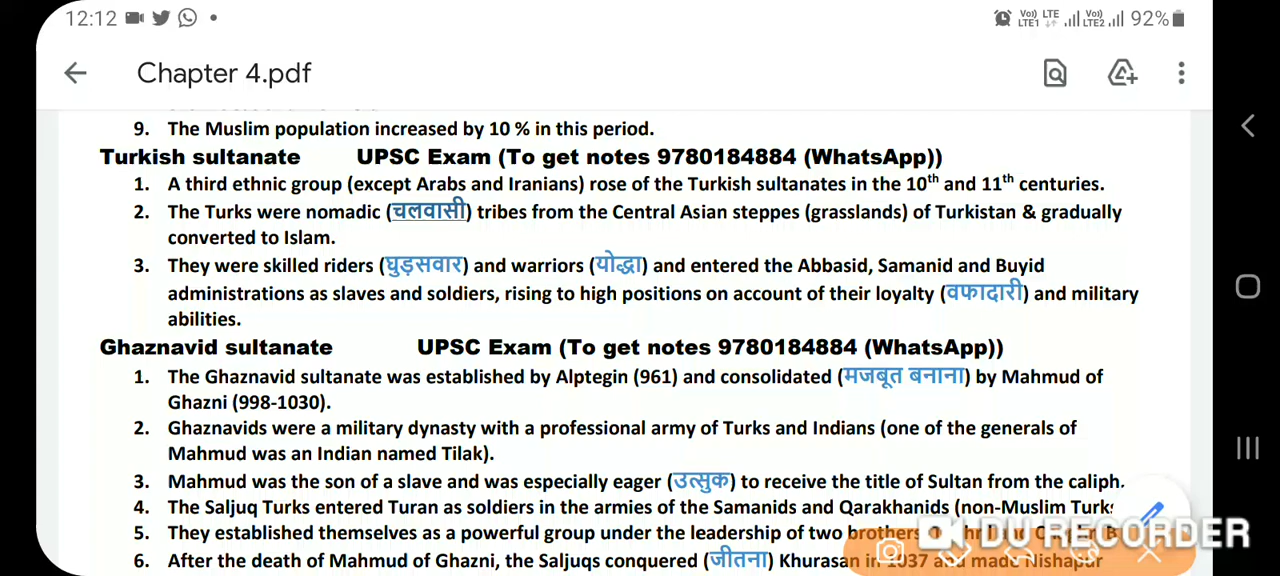 12:12 Vo)) LTE1 LTE Vo)) LTE2 92%
Chapter 4.pdf
9. The Muslim population increased by 10 % in this period.
Turkish sultanate UPSC Exam (To get notes 9780184884 (WhatsApp))
1. A third ethnic group (except Arabs and Iranians) rose of the Turkish sultanates in the 10th and 11th centuries.
2. The Turks were nomadic (चलवासी) tribes from the Central Asian steppes (grasslands) of Turkistan & gradually
converted to Islam.
3. They were skilled riders (घुड़सवार) and warriors (योद्धा) and entered the Abbasid, Samanid and Buyid
administrations as slaves and soldiers, rising to high positions on account of their loyalty (वफादारी) and military
abilities.
Ghaznavid sultanate UPSC Exam (To get notes 9780184884 (WhatsApp))
1. The Ghaznavid sultanate was established by Alptegin (961) and consolidated (मजबूत बनाना) by Mahmud of
Ghazni (998-1030).
2. Ghaznavids were a military dynasty with a professional army of Turks and Indians (one of the generals of
Mahmud was an Indian named Tilak).
3. Mahmud was the son of a slave and was especially eager (उत्सुक) to receive the title of Sultan from the caliph.
4. The Saljuq Turks entered Turan as soldiers in the armies of the Samanids and Qarakhanids (non-Muslim Turks
5. They established themselves as a powerful group under the leadership of two brothers
DU RECORDER
6. After the death of Mahmud of Ghazni, the Saljuqs conquered (जीतना) Khurasan in 1037 and made Nishapur